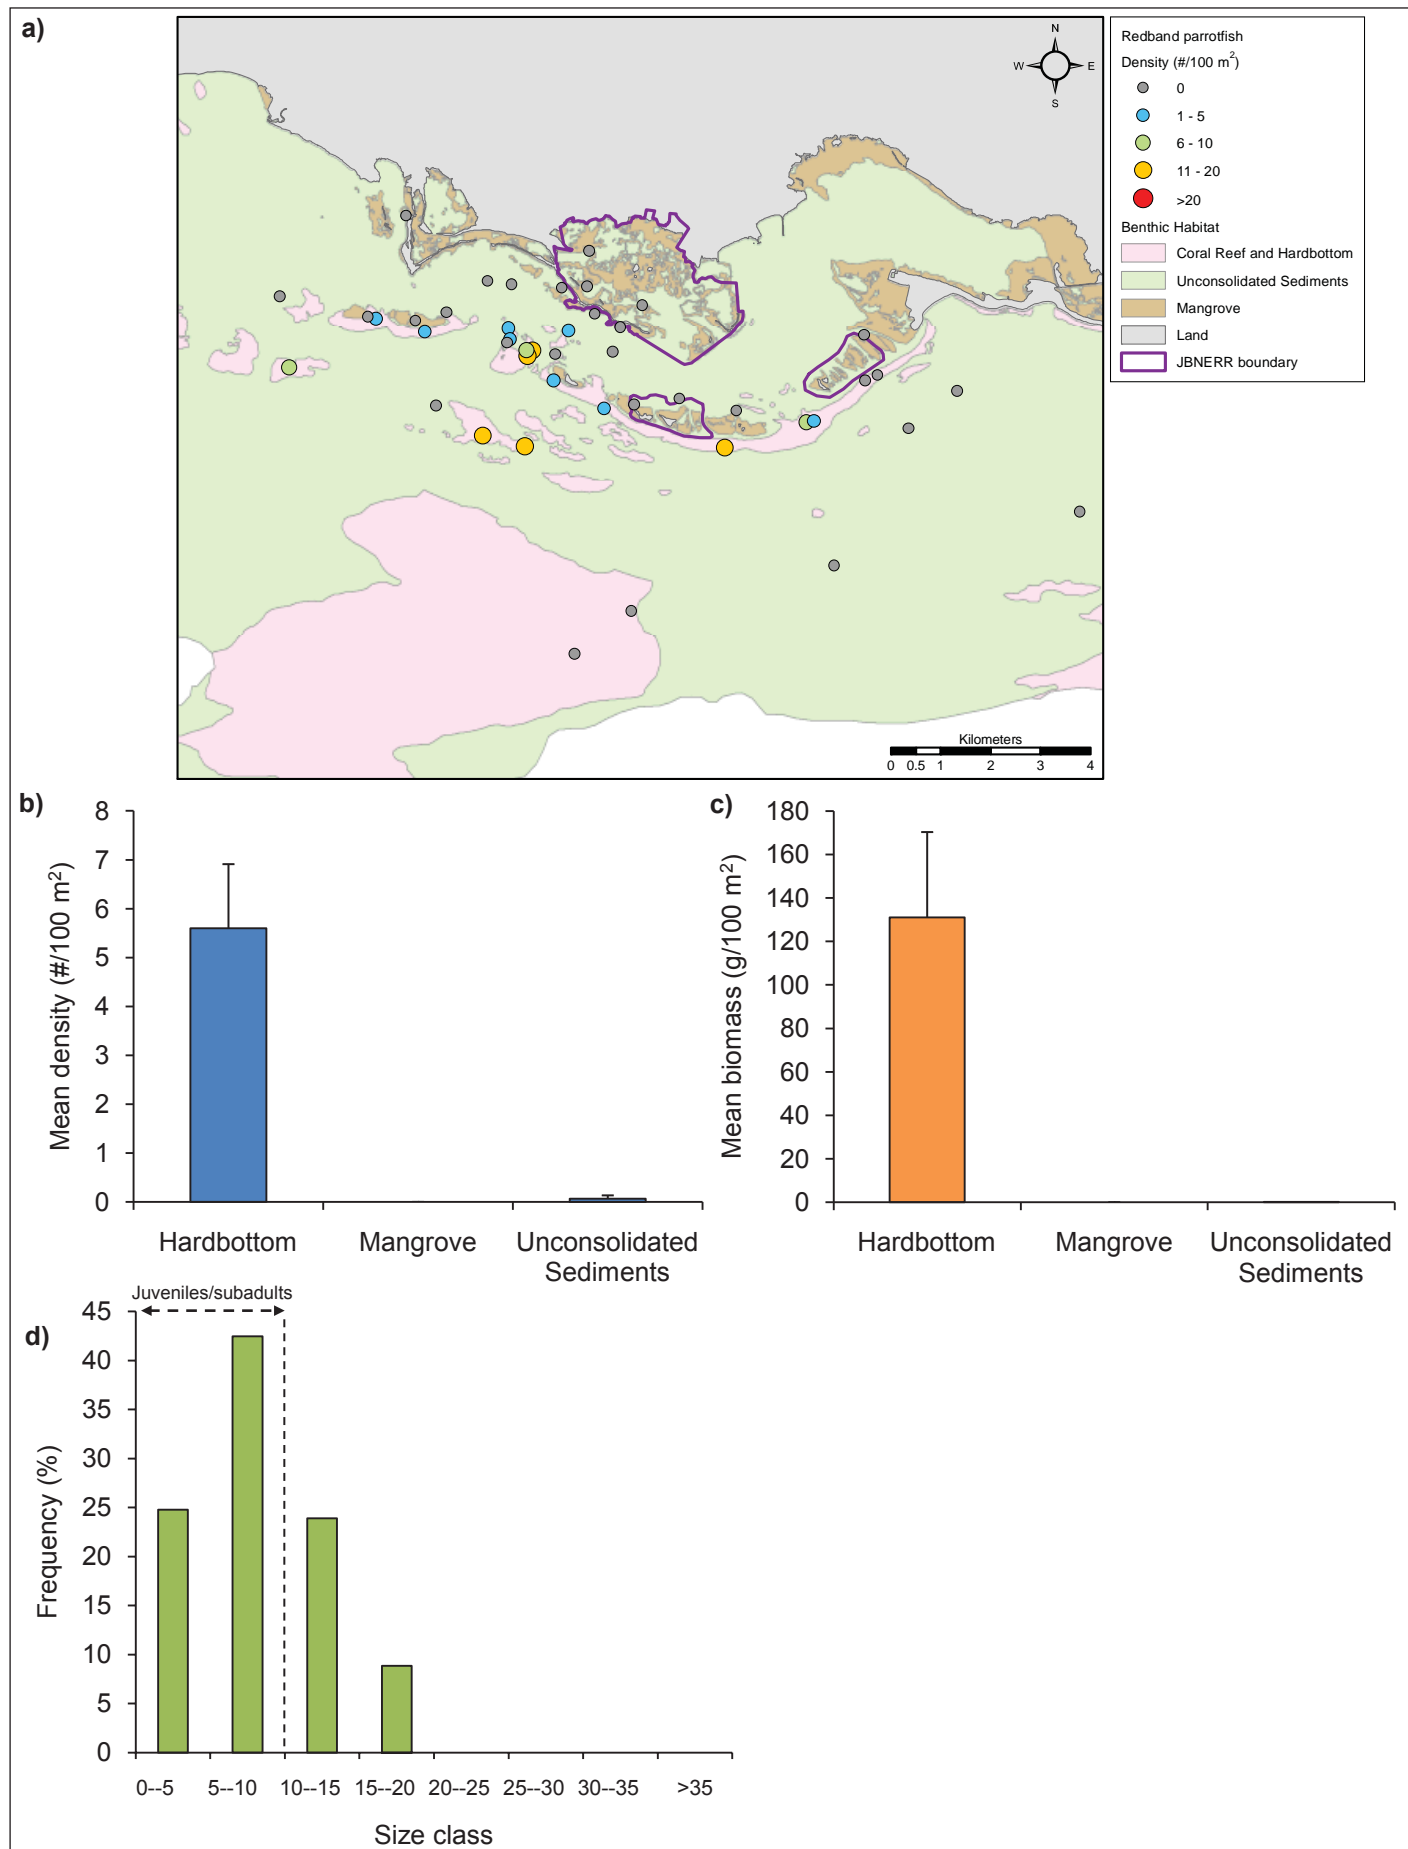 a)
N
W
E
S
Redband parrotfish
Density (#/100 m²)
0
1 - 5
6 - 10
11 - 20
>20
Benthic Habitat
Coral Reef and Hardbottom
Unconsolidated Sediments
Mangrove
Land
JBNERR boundary
Kilometers
0 0.5 1 2 3 4
b)
8
7
6
5
4
3
2
1
0
Mean density (#/100 m²)
Hardbottom
Mangrove
Unconsolidated
Sediments
c)
180
160
140
120
100
80
60
40
20
0
Mean biomass (g/100 m²)
Hardbottom
Mangrove
Unconsolidated
Sediments
d)
Juveniles/subadults
45
40
35
30
25
20
15
10
5
0
Frequency (%)
0--5 5--10 10--15 15--20 20--25 25--30 30--35 >35
Size class